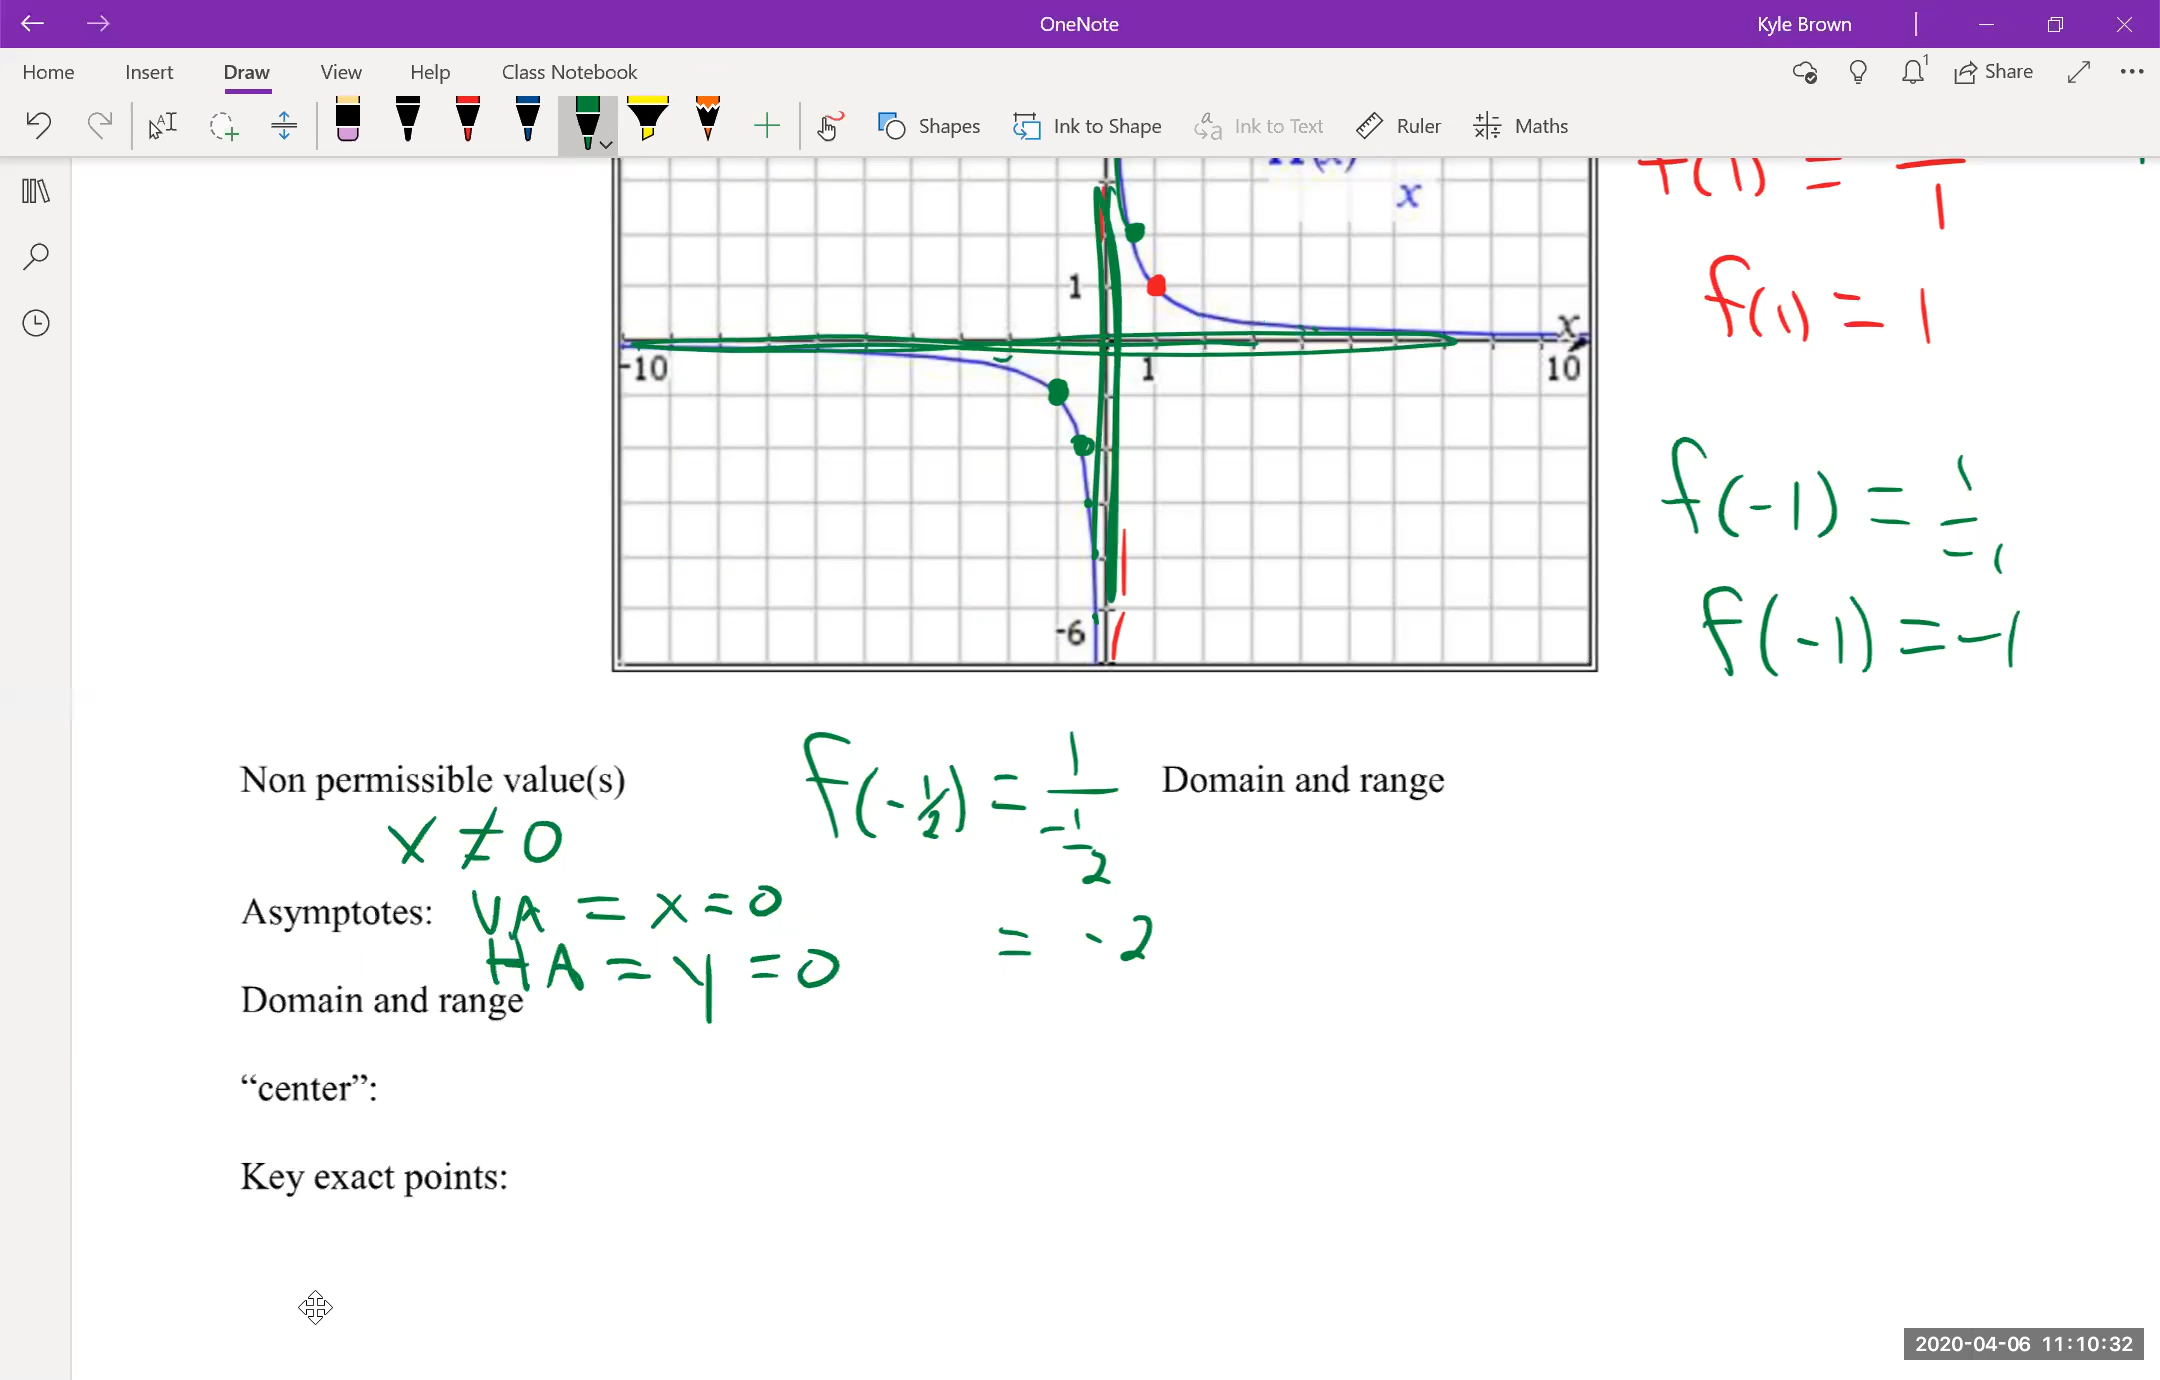 OneNote
Kyle Brown
Home Insert Draw View Help Class Notebook
1
Share
Shapes Ink to Shape Ink to Text Ruler Maths
x
f(1) = 1
1
1
x
-10
1
10
-6
f(1) = 1
f(-1) = 1/-1
f(-1) = -1
Non permissible value(s)
x ≠ 0
f(-1/2) = 1/(-1/2)
= -2
Domain and range
Asymptotes: VA = x = 0
HA = y = 0
Domain and range
“center”:
Key exact points:
2020-04-06 11:10:32